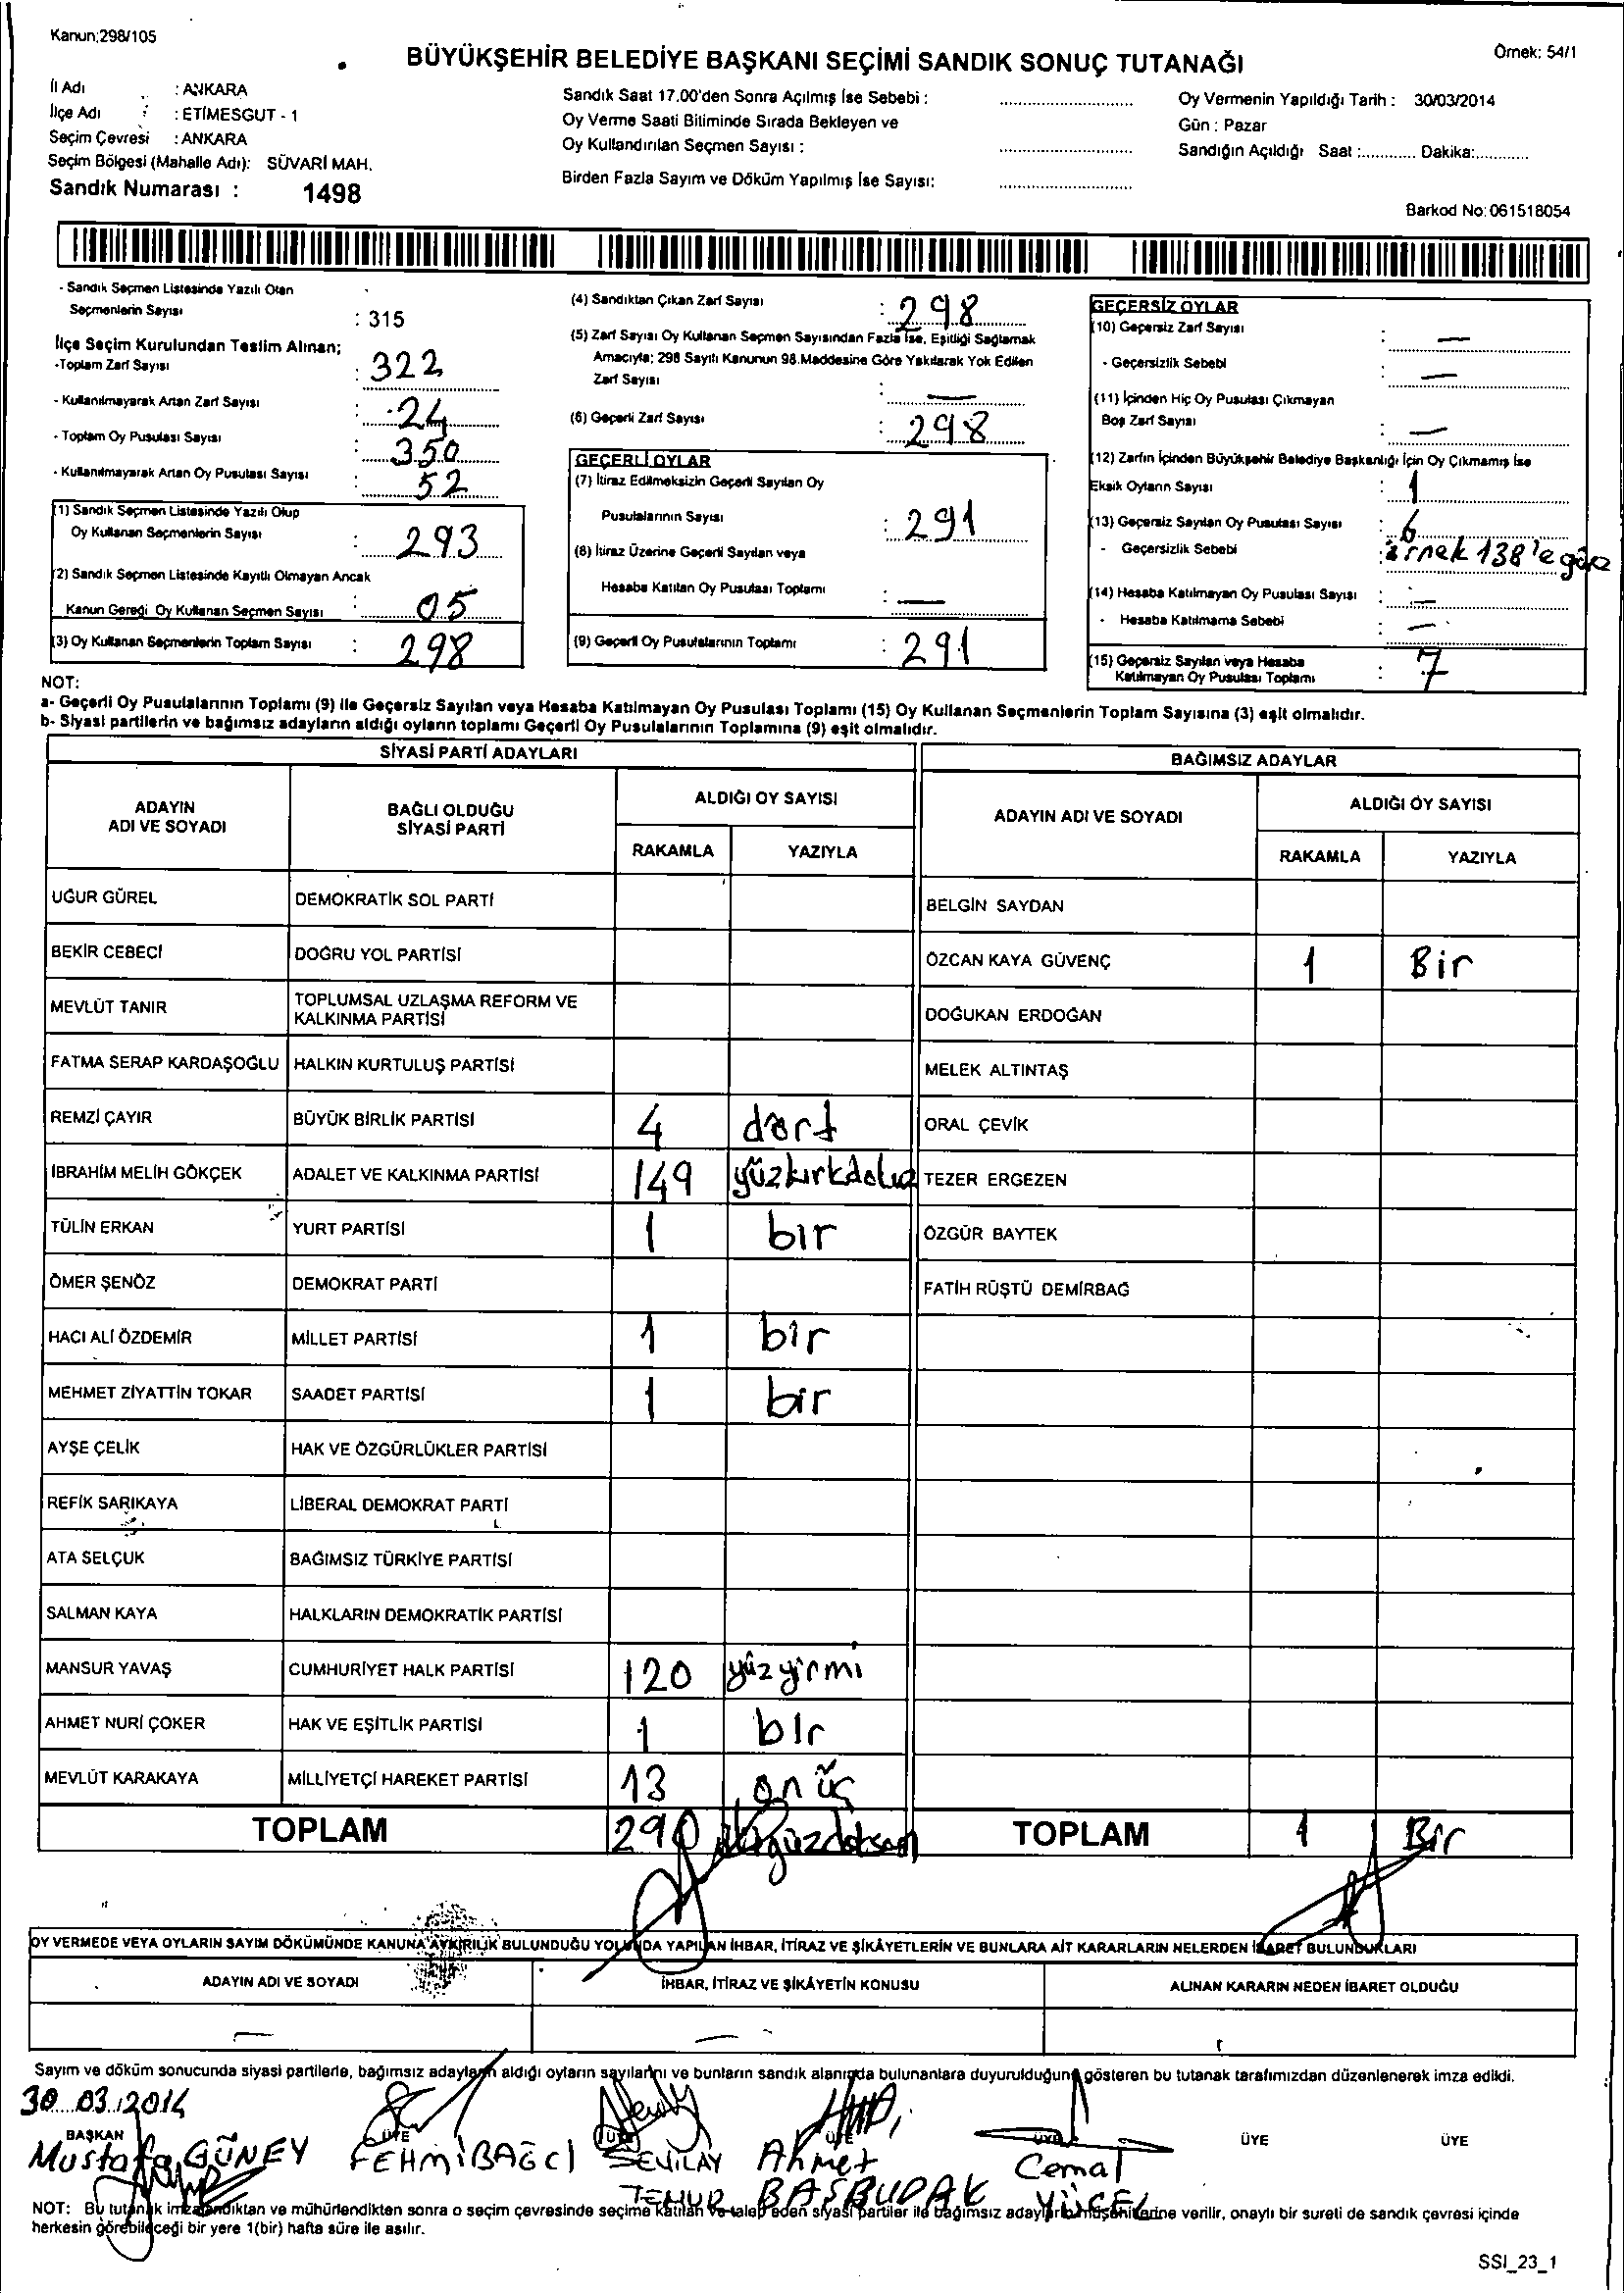 Kanun:298/105
BÜYÜKŞEHİR BELEDİYE BAŞKANI SEÇİMİ SANDIK SONUÇ TUTANAĞI
Örnek: 54/1
İl Adı : ANKARA
İlçe Adı : ETİMESGUT - 1
Seçim Çevresi : ANKARA
Seçim Bölgesi (Mahalle Adı): SÜVARİ MAH.
Sandık Numarası : 1498
Sandık Saat 17.00'den Sonra Açılmış İse Sebebi :
Oy Verme Saati Bitiminde Sırada Bekleyen ve
Oy Kullandırılan Seçmen Sayısı :
Birden Fazla Sayım ve Döküm Yapılmış İse Sayısı:
Oy Vermenin Yapıldığı Tarih : 30/03/2014
Gün : Pazar
Sandığın Açıldığı Saat :............ Dakika:............
Barkod No: 061518054
- Sandık Seçmen Listesinde Yazılı Olan
Seçmenlerin Sayısı : 315
İlçe Seçim Kurulundan Teslim Alınan;
-Toplam Zarf Sayısı : 322
- Kullanılmayarak Artan Zarf Sayısı : 24
- Toplam Oy Pusulası Sayısı : 350
- Kullanılmayarak Artan Oy Pusulası Sayısı : 52
(1) Sandık Seçmen Listesinde Yazılı Olup
Oy Kullanan Seçmenlerin Sayısı : 293
(2) Sandık Seçmen Listesinde Kayıtlı Olmayan Ancak
Kanun Gereği Oy Kullanan Seçmen Sayısı : 05
(3) Oy Kullanan Seçmenlerin Toplam Sayısı : 298
(4) Sandıktan Çıkan Zarf Sayısı : 298
(5) Zarf Sayısı Oy Kullanan Seçmen Sayısından Fazla İse, Eşitliği Sağlamak
Amacıyla; 298 Sayılı Kanunun 98.Maddesine Göre Yakılarak Yok Edilen
Zarf Sayısı : —
(6) Geçerli Zarf Sayısı : 298
GEÇERLİ OYLAR
(7) İtiraz Edilmeksizin Geçerli Sayılan Oy
Pusulalarının Sayısı : 291
(8) İtiraz Üzerine Geçerli Sayılan veya
Hesaba Katılan Oy Pusulası Toplamı : —
(9) Geçerli Oy Pusulalarının Toplamı : 291
GEÇERSİZ OYLAR
(10) Geçersiz Zarf Sayısı : —
- Geçersizlik Sebebi : —
(11) İçinden Hiç Oy Pusulası Çıkmayan
Boş Zarf Sayısı : —
(12) Zarfın İçinden Büyükşehir Belediye Başkanlığı İçin Oy Çıkmamış İse
Eksik Oyların Sayısı : 1
(13) Geçersiz Sayılan Oy Pusulası Sayısı : 6
- Geçersizlik Sebebi : örnek 138'e göre
(14) Hesaba Katılmayan Oy Pusulası Sayısı : —
- Hesaba Katılmama Sebebi : —
(15) Geçersiz Sayılan veya Hesaba
Katılmayan Oy Pusulası Toplamı : 7
NOT:
a- Geçerli Oy Pusulalarının Toplamı (9) ile Geçersiz Sayılan veya Hesaba Katılmayan Oy Pusulası Toplamı (15) Oy Kullanan Seçmenlerin Toplam Sayısına (3) eşit olmalıdır.
b- Siyasi partilerin ve bağımsız adayların aldığı oyların toplamı Geçerli Oy Pusulalarının Toplamına (9) eşit olmalıdır.
SİYASİ PARTİ ADAYLARI
ADAYIN ADI VE SOYADI
BAĞLI OLDUĞU SİYASİ PARTİ
ALDIĞI OY SAYISI
RAKAMLA YAZIYLA
UĞUR GÜREL DEMOKRATİK SOL PARTİ
BEKİR CEBECİ DOĞRU YOL PARTİSİ
MEVLÜT TANIR TOPLUMSAL UZLAŞMA REFORM VE KALKINMA PARTİSİ
FATMA SERAP KARDAŞOĞLU HALKIN KURTULUŞ PARTİSİ
REMZİ ÇAYIR BÜYÜK BİRLİK PARTİSİ 4 dört
İBRAHİM MELİH GÖKÇEK ADALET VE KALKINMA PARTİSİ 149
TÜLİN ERKAN YURT PARTİSİ 1 bir
ÖMER ŞENÖZ DEMOKRAT PARTİ
HACI ALİ ÖZDEMİR MİLLET PARTİSİ 1 bir
MEHMET ZİYATTİN TOKAR SAADET PARTİSİ 1 bir
AYŞE ÇELİK HAK VE ÖZGÜRLÜKLER PARTİSİ
REFİK SARIKAYA LİBERAL DEMOKRAT PARTİ
ATA SELÇUK BAĞIMSIZ TÜRKİYE PARTİSİ
SALMAN KAYA HALKLARIN DEMOKRATİK PARTİSİ
MANSUR YAVAŞ CUMHURİYET HALK PARTİSİ 120 yüzyirmi
AHMET NURİ ÇOKER HAK VE EŞİTLİK PARTİSİ 1 bir
MEVLÜT KARAKAYA MİLLİYETÇİ HAREKET PARTİSİ 13 on üç
TOPLAM 290
BAĞIMSIZ ADAYLAR
ADAYIN ADI VE SOYADI
ALDIĞI OY SAYISI
RAKAMLA YAZIYLA
BELGİN SAYDAN
ÖZCAN KAYA GÜVENÇ 1 Bir
DOĞUKAN ERDOĞAN
MELEK ALTINTAŞ
ORAL ÇEVİK
TEZER ERGEZEN
ÖZGÜR BAYTEK
FATİH RÜŞTÜ DEMİRBAĞ
TOPLAM 1 Bir
OY VERMEDE VEYA OYLARIN SAYIM DÖKÜMÜNDE KANUNA AYKIRILIK BULUNDUĞU YOLUNDA YAPILAN İHBAR, İTİRAZ VE ŞİKÂYETLERİN VE BUNLARA AİT KARARLARIN NELERDEN İBARET BULUNDUKLARI
ADAYIN ADI VE SOYADI
İHBAR, İTİRAZ VE ŞİKÂYETİN KONUSU
ALINAN KARARIN NEDEN İBARET OLDUĞU
Sayım ve döküm sonucunda siyasi partilerle, bağımsız adayların aldığı oyların sayılarını ve bunların sandık alanında bulunanlara duyurulduğunu gösteren bu tutanak tarafımızdan düzenlenerek imza edildi.
30.03.2014
BAŞKAN ÜYE ÜYE ÜYE ÜYE ÜYE ÜYE
Mustafa GÜNEY FEHMİ BAĞCI SEVİLAY TEMUR Ahmet BAŞBUDAK Cemal YÜCEL
NOT: Bu tutanak imzalandıktan ve mühürlendikten sonra o seçim çevresinde seçime katılan ve talep eden siyasi partiler ile bağımsız adayların müşahitlerine verilir, onaylı bir sureti de sandık çevresi içinde
herkesin görebileceği bir yere 1(bir) hafta süre ile asılır.
SSI_23_1